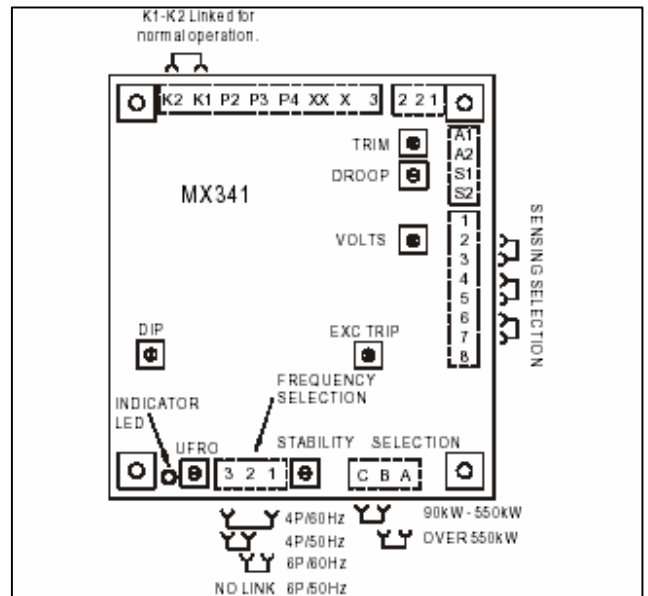 K1-K2 Linked for
normal operation.
K2 K1 P2 P3 P4 XX X 3 2 2 1
A1
A2
S1
S2
TRIM
DROOP
MX341
VOLTS
1
2
3
4
5
6
7
8
SENSING SELECTION
DIP
EXC TRIP
FREQUENCY
SELECTION
INDICATOR
LED
UFRO
STABILITY SELECTION
3 2 1
C B A
4P/60Hz
4P/50Hz
6P/60Hz
NO LINK 6P/50Hz
90kW - 550kW
OVER 550kW